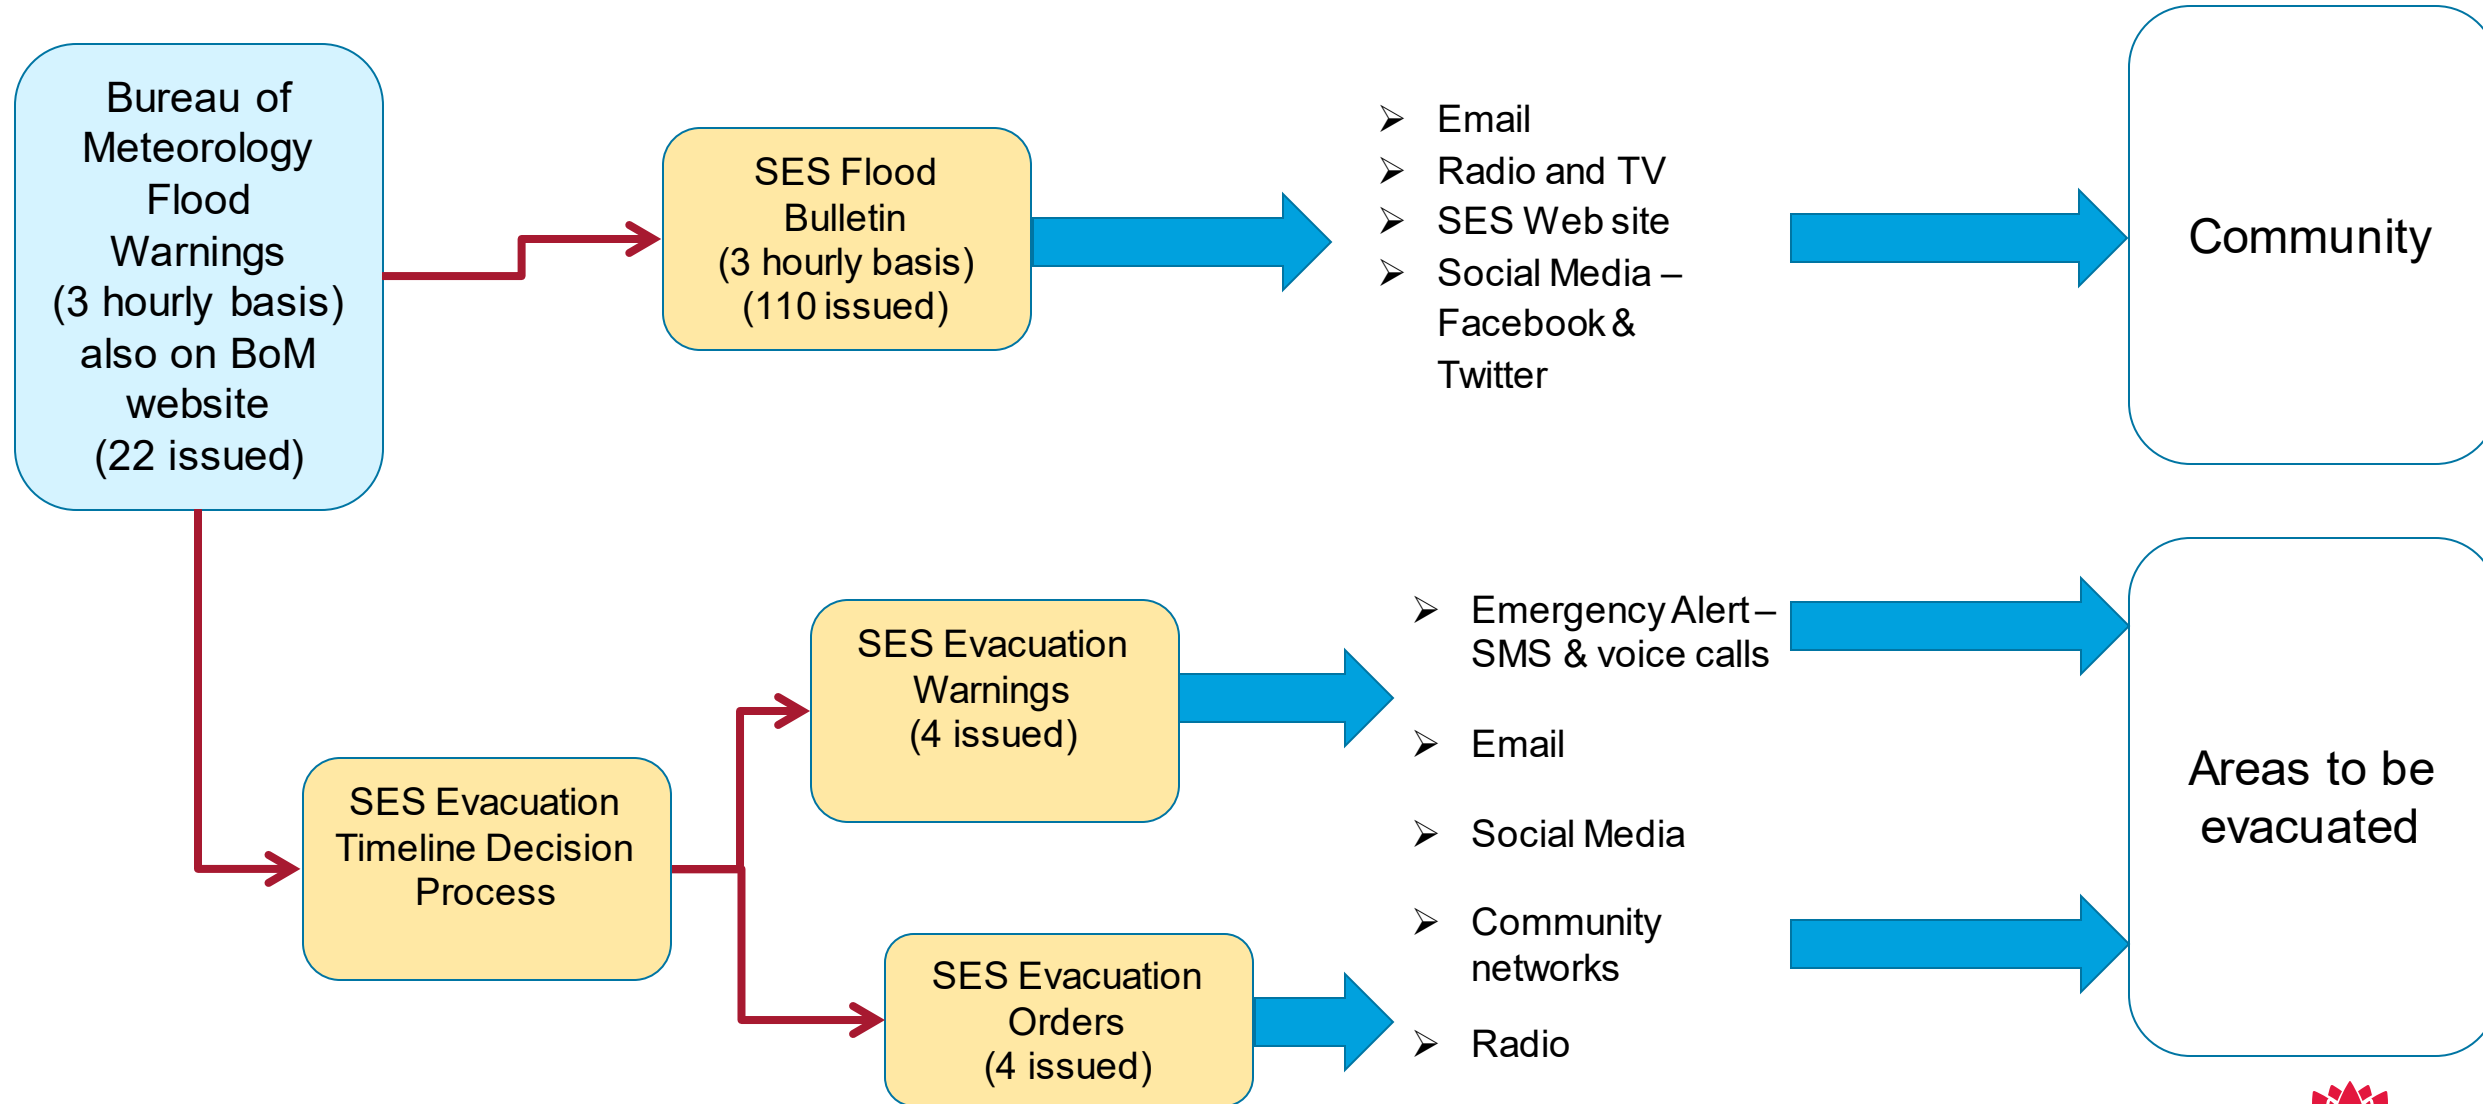 Bureau of
Meteorology
Flood
Warnings
(3 hourly basis)
also on BoM
website
(22 issued)
SES Flood
Bulletin
(3 hourly basis)
(110 issued)
Email
Radio and TV
SES Web site
Social Media –
Facebook &
Twitter
Community
SES Evacuation
Timeline Decision
Process
SES Evacuation
Warnings
(4 issued)
SES Evacuation
Orders
(4 issued)
Emergency Alert –
SMS & voice calls
Email
Social Media
Community
networks
Radio
Areas to be
evacuated